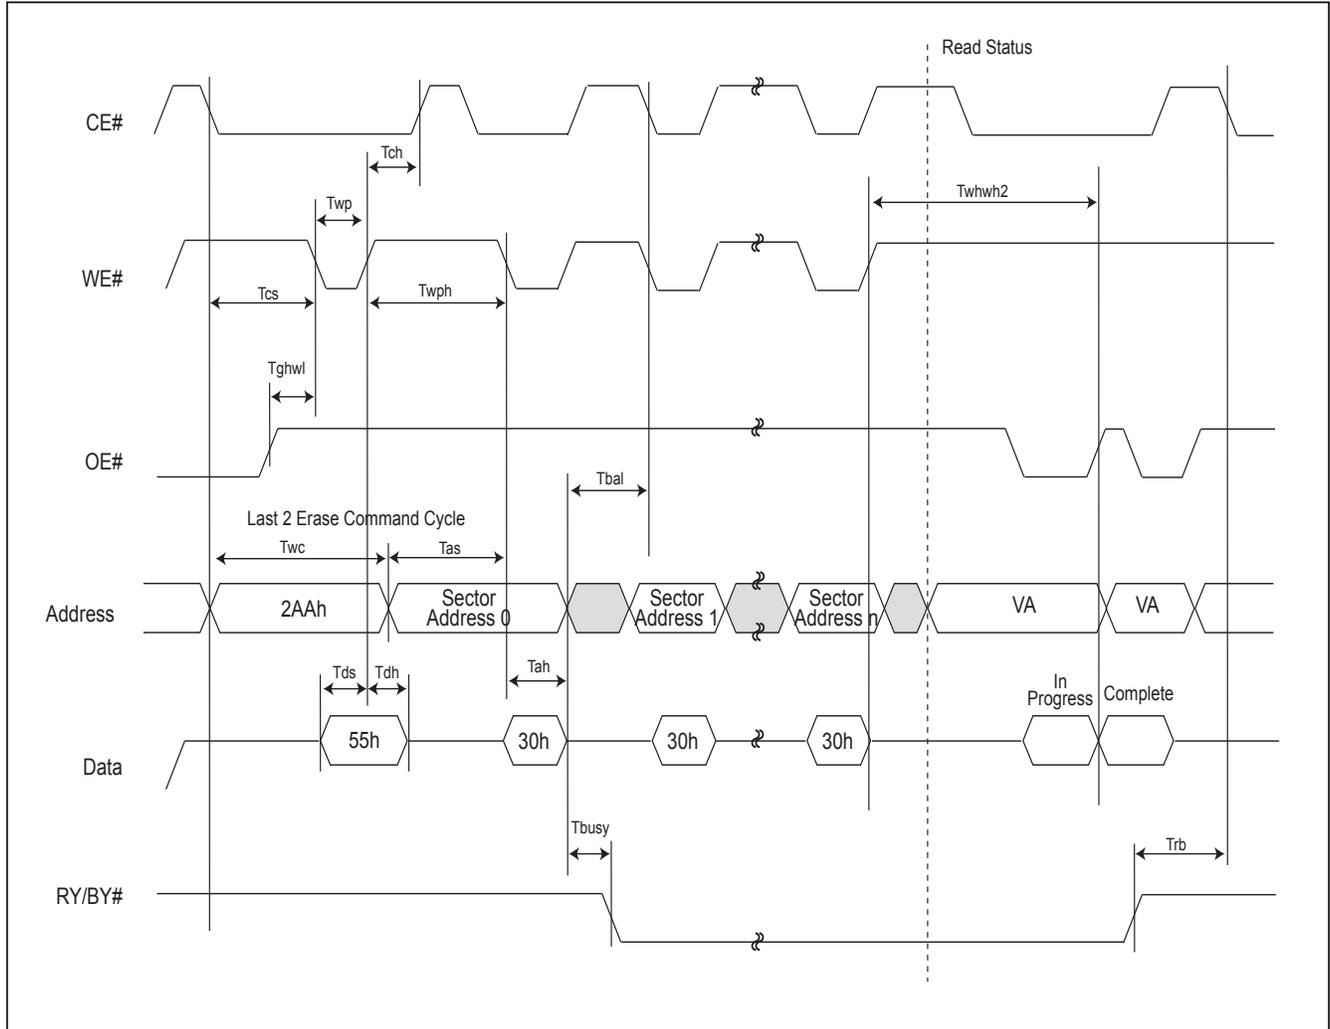 Read Status
CE#
Tch
Twhwh2
Twp
WE#
Tcs
Twph
Tghwl
OE#
Tbal
Last 2 Erase Command Cycle
Twc
Tas
Address
2AAh
Sector
Address 0
Sector
Address 1
Sector
Address n
VA
VA
Tds
Tdh
Tah
In
Progress
Complete
55h
30h
30h
30h
Data
Tbusy
Trb
RY/BY#